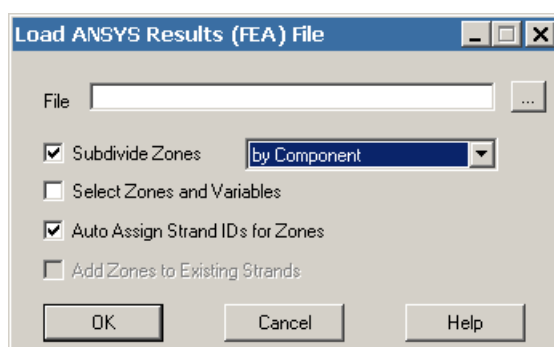 Load ANSYS Results (FEA) File
File
...
Subdivide Zones by Component
Select Zones and Variables
Auto Assign Strand IDs for Zones
Add Zones to Existing Strands
OK Cancel Help